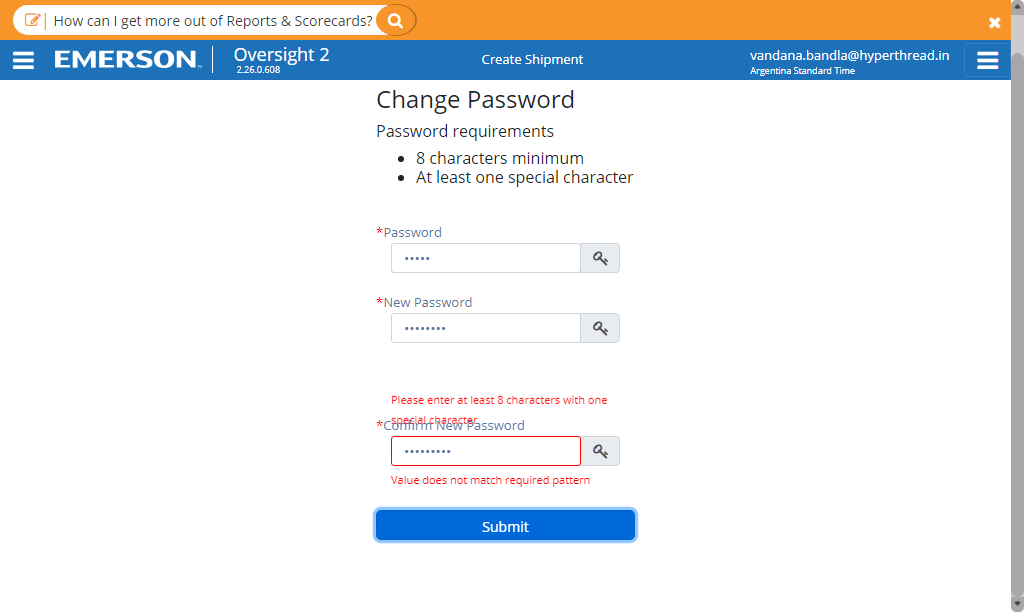 How can I get more out of Reports & Scorecards?
EMERSON™
Oversight 2
2.26.0.608
Create Shipment
vandana.bandla@hyperthread.in
Argentina Standard Time
Change Password
Password requirements
8 characters minimum
At least one special character
*Password
•••••
*New Password
••••••••
Please enter at least 8 characters with one
special character
*Confirm New Password
•••••••••
Value does not match required pattern
Submit